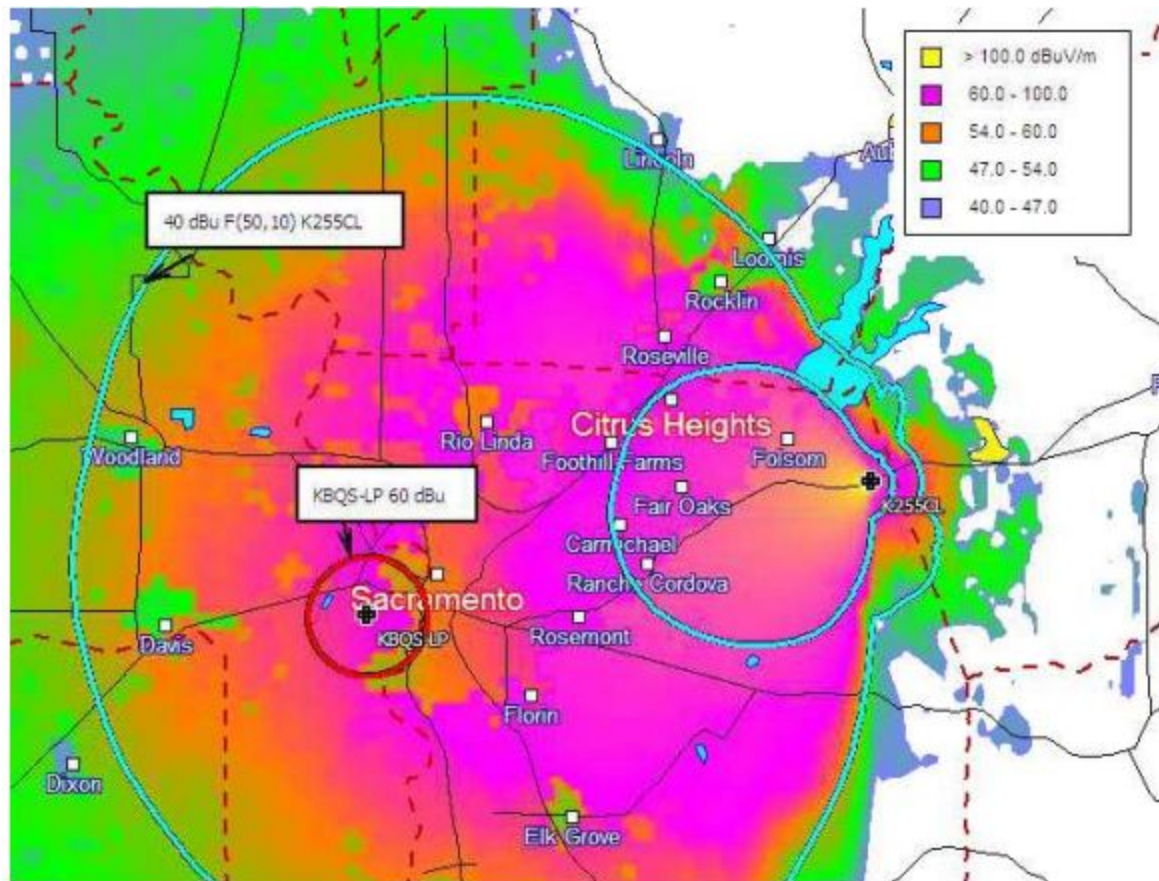 > 100.0 dBuV/m
60.0 - 100.0
54.0 - 60.0
47.0 - 54.0
40.0 - 47.0
Lincoln
40 dBu F(50,10) K255CL
Loomis
Rocklin
Roseville
Citrus Heights
Rio Linda
Foothill Farms
Folsom
Woodland
KBQS-LP 60 dBu
Fair Oaks
K255CL
Carmichael
Ranche Cordova
Sacramento
KBQS-LP
Rosemont
Davis
Florin
Dixon
Elk Grove